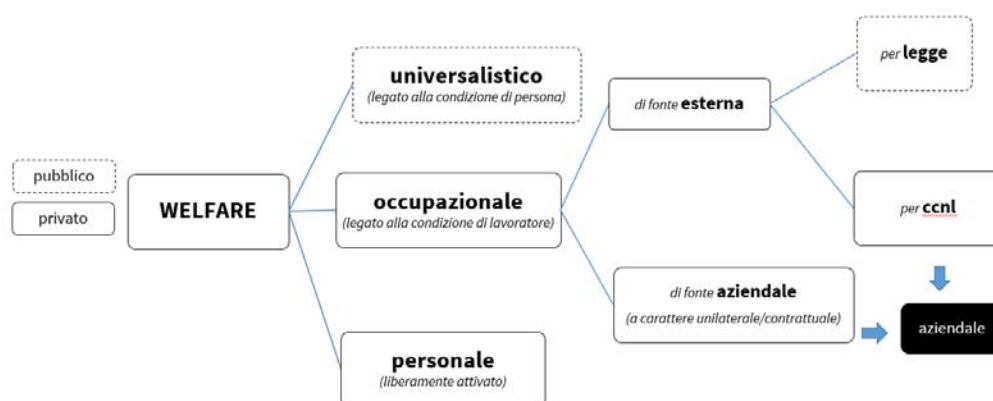 pubblico
privato
WELFARE
universalistico
(legato alla condizione di persona)
occupazionale
(legato alla condizione di lavoratore)
personale
(liberamente attivato)
di fonte esterna
di fonte aziendale
(a carattere unilaterale/contrattuale)
per legge
per ccnl
aziendale